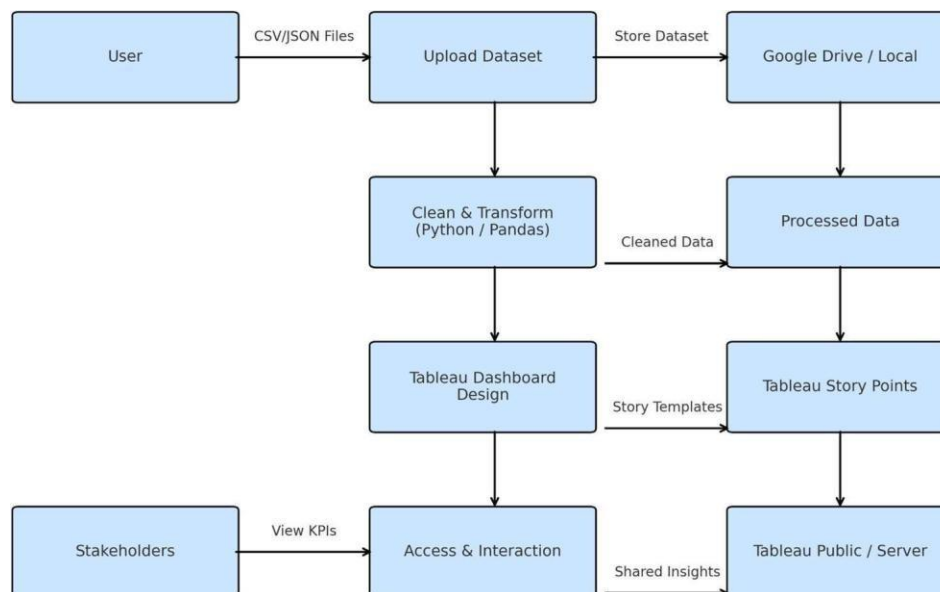 User
CSV/JSON Files
Upload Dataset
Store Dataset
Google Drive / Local
Clean & Transform
(Python / Pandas)
Cleaned Data
Processed Data
Tableau Dashboard
Design
Story Templates
Tableau Story Points
Stakeholders
View KPIs
Access & Interaction
Shared Insights
Tableau Public / Server